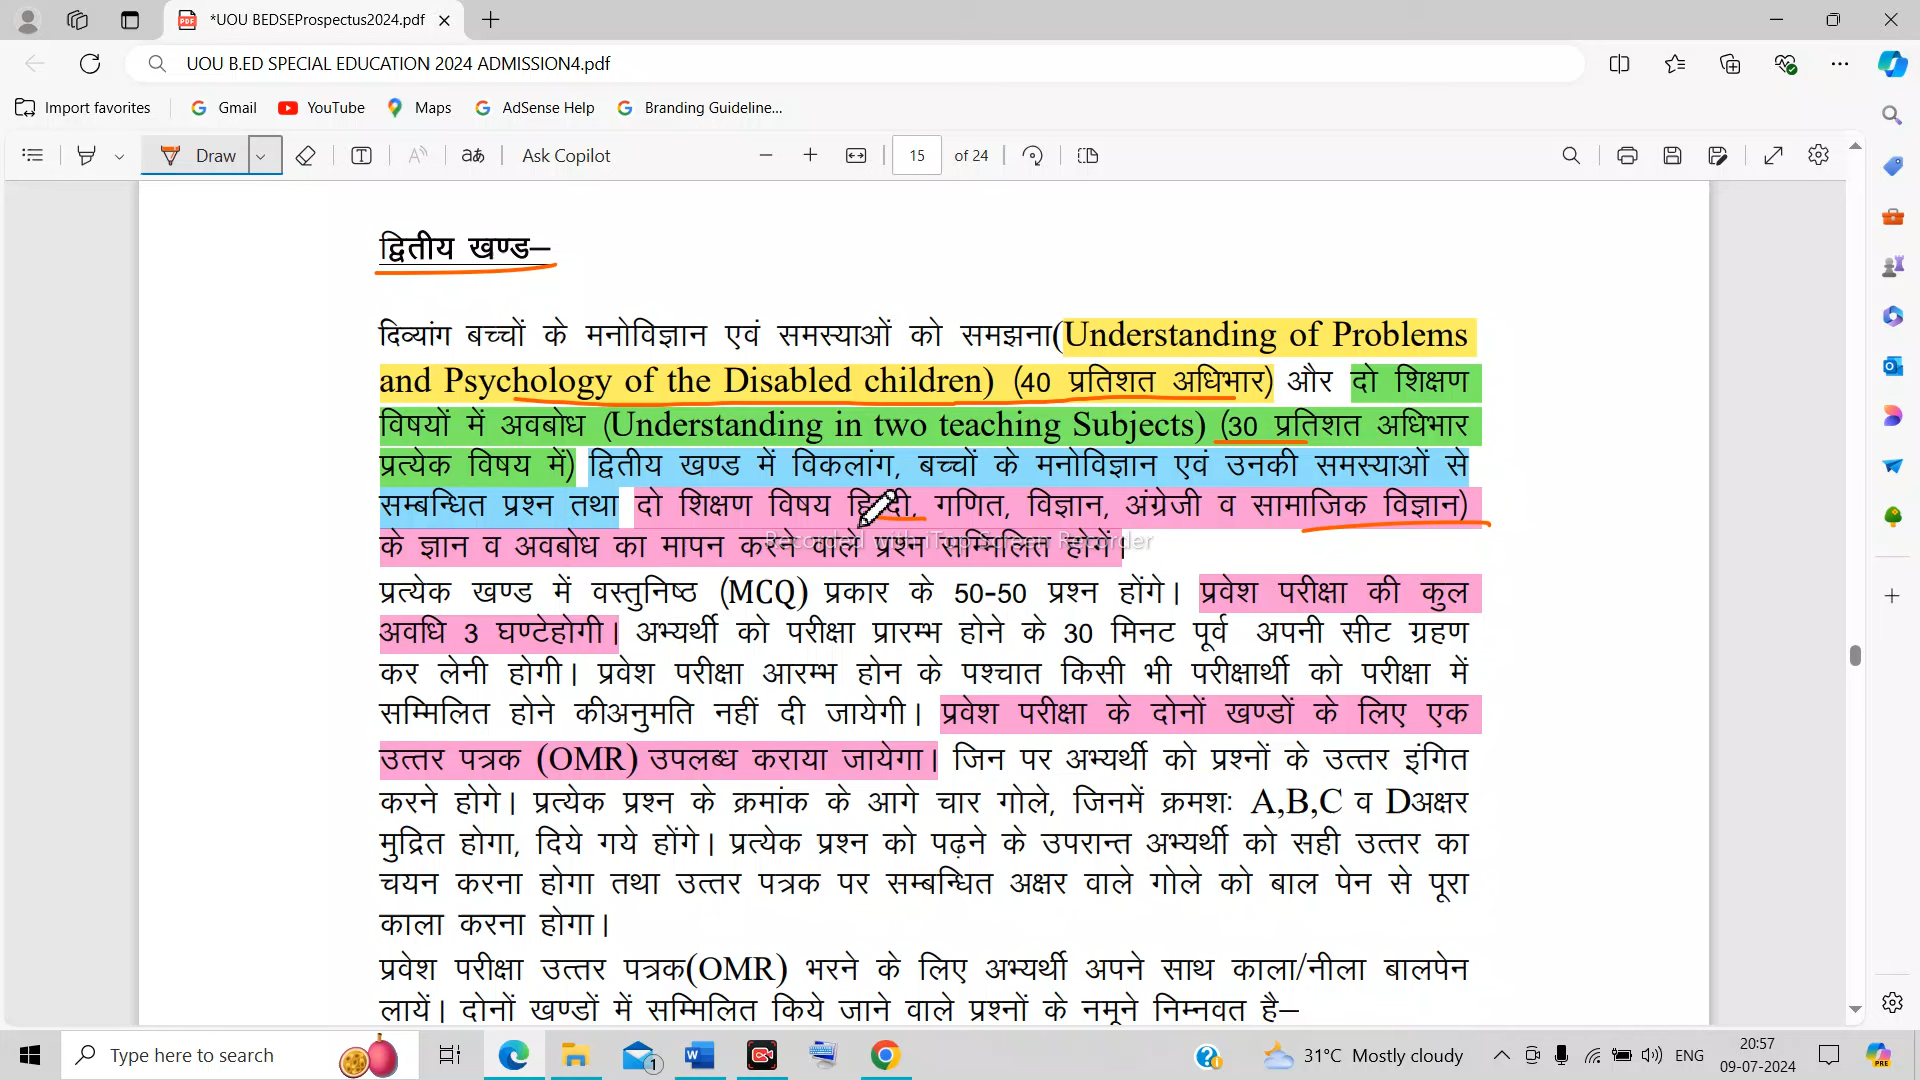 *UOU BEDSEProspectus2024.pdf
UOU B.ED SPECIAL EDUCATION 2024 ADMISSION4.pdf
Import favorites Gmail YouTube Maps AdSense Help Branding Guideline...
Draw aあ Ask Copilot 15 of 24
द्वितीय खण्ड–
दिव्यांग बच्चों के मनोविज्ञान एवं समस्याओं को समझना(Understanding of Problems
and Psychology of the Disabled children) (40 प्रतिशत अधिभार) और दो शिक्षण
विषयों में अवबोध (Understanding in two teaching Subjects) (30 प्रतिशत अधिभार
प्रत्येक विषय में) द्वितीय खण्ड में विकलांग, बच्चों के मनोविज्ञान एवं उनकी समस्याओं से
सम्बन्धित प्रश्न तथा दो शिक्षण विषय हिन्दी, गणित, विज्ञान, अंग्रेजी व सामाजिक विज्ञान)
के ज्ञान व अवबोध का मापन करने वाले प्रश्न सम्मिलित होगें।
Recorded with iTop Screen Recorder
प्रत्येक खण्ड में वस्तुनिष्ठ (MCQ) प्रकार के 50-50 प्रश्न होंगे। प्रवेश परीक्षा की कुल
अवधि 3 घण्टेहोगी। अभ्यर्थी को परीक्षा प्रारम्भ होने के 30 मिनट पूर्व अपनी सीट ग्रहण
कर लेनी होगी। प्रवेश परीक्षा आरम्भ होन के पश्चात किसी भी परीक्षार्थी को परीक्षा में
सम्मिलित होने कीअनुमति नहीं दी जायेगी। प्रवेश परीक्षा के दोनों खण्डों के लिए एक
उत्तर पत्रक (OMR) उपलब्ध कराया जायेगा। जिन पर अभ्यर्थी को प्रश्नों के उत्तर इंगित
करने होगे। प्रत्येक प्रश्न के क्रमांक के आगे चार गोले, जिनमें क्रमशः A,B,C व Dअक्षर
मुद्रित होगा, दिये गये होंगे। प्रत्येक प्रश्न को पढ़ने के उपरान्त अभ्यर्थी को सही उत्तर का
चयन करना होगा तथा उत्तर पत्रक पर सम्बन्धित अक्षर वाले गोले को बाल पेन से पूरा
काला करना होगा।
प्रवेश परीक्षा उत्तर पत्रक(OMR) भरने के लिए अभ्यर्थी अपने साथ काला/नीला बालपेन
लायें। दोनों खण्डों में सम्मिलित किये जाने वाले प्रश्नों के नमूने निम्नवत है–
Type here to search 1 31°C Mostly cloudy ENG 20:57
09-07-2024